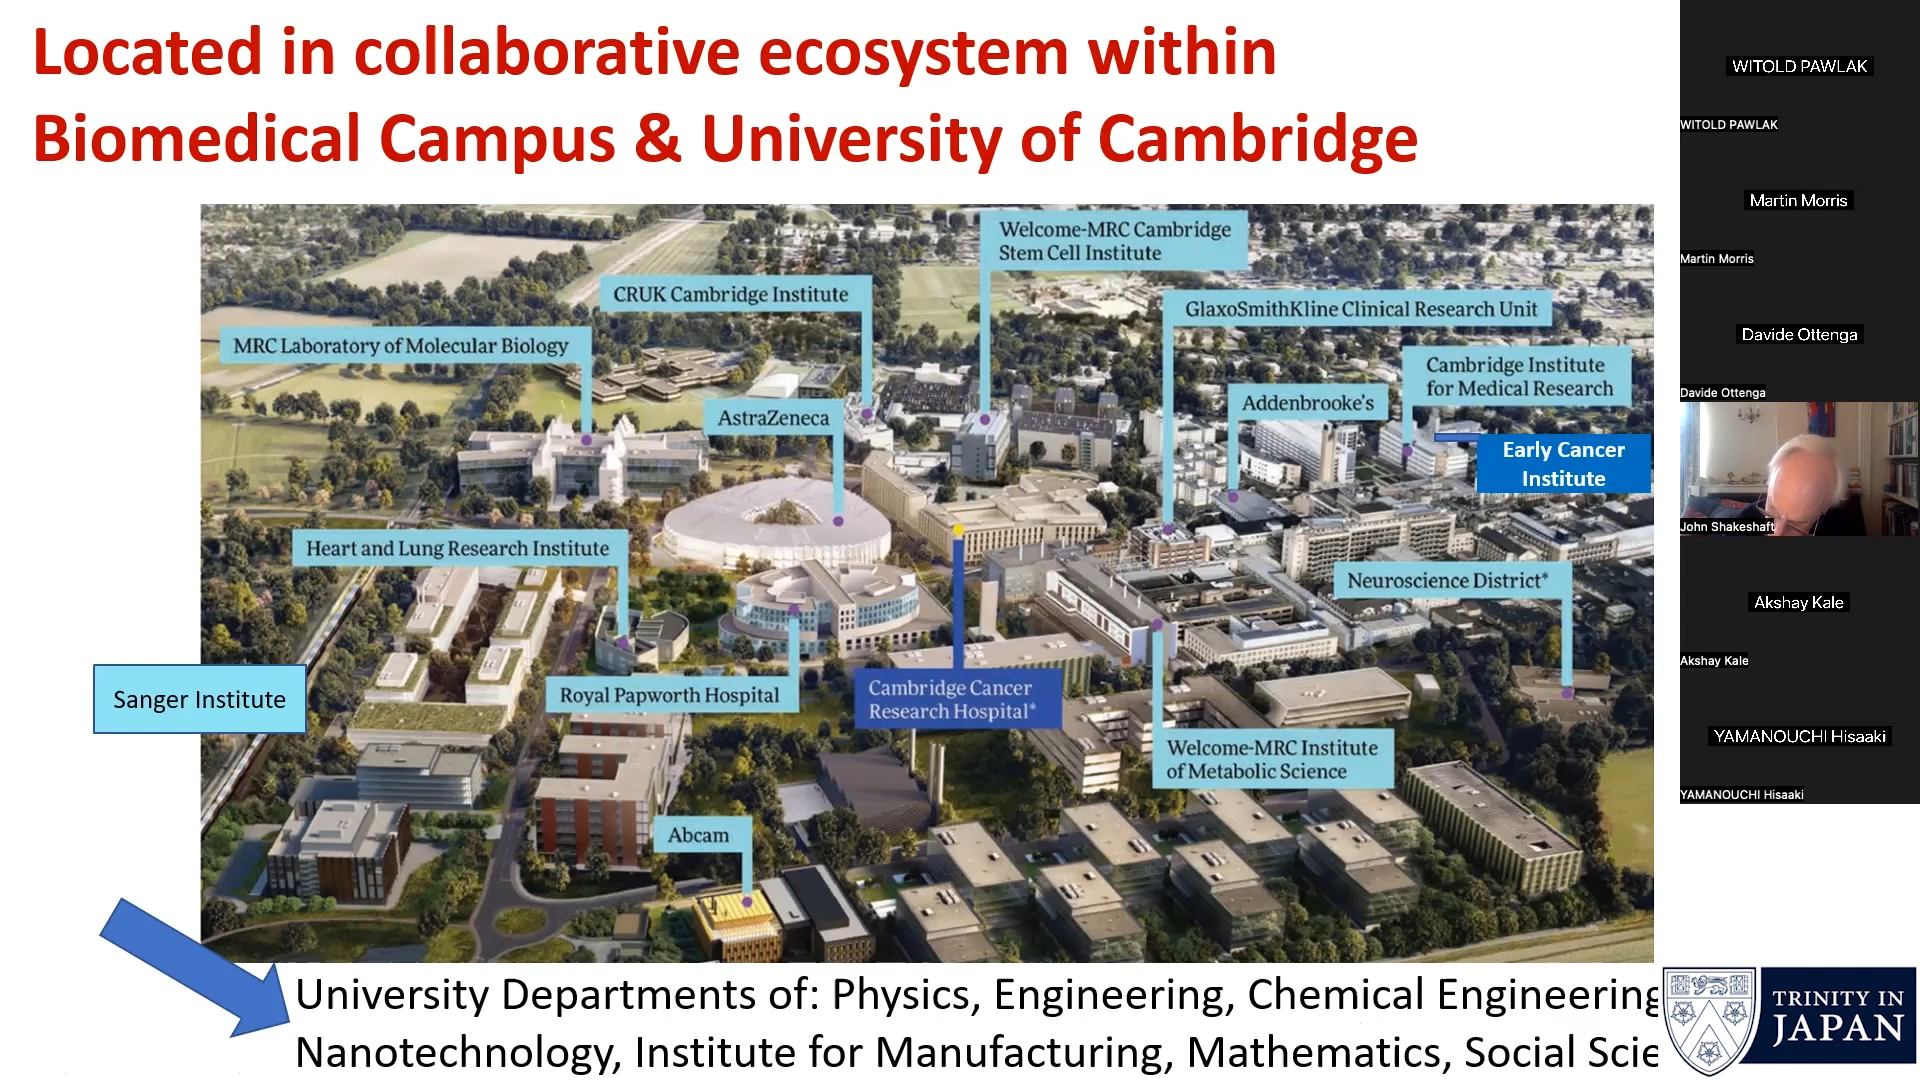 Located in collaborative ecosystem within
Biomedical Campus & University of Cambridge
Welcome-MRC Cambridge
Stem Cell Institute
CRUK Cambridge Institute
GlaxoSmithKline Clinical Research Unit
MRC Laboratory of Molecular Biology
Cambridge Institute
for Medical Research
Addenbrooke's
AstraZeneca
Early Cancer
Institute
Heart and Lung Research Institute
Neuroscience District*
Sanger Institute
Royal Papworth Hospital
Cambridge Cancer
Research Hospital*
Welcome-MRC Institute
of Metabolic Science
Abcam
University Departments of: Physics, Engineering, Chemical Engineering
Nanotechnology, Institute for Manufacturing, Mathematics, Social Scie
WITOLD PAWLAK
WITOLD PAWLAK
Martin Morris
Martin Morris
Davide Ottenga
Davide Ottenga
John Shakeshaft
Akshay Kale
Akshay Kale
YAMANOUCHI Hisaaki
YAMANOUCHI Hisaaki
TRINITY IN
JAPAN